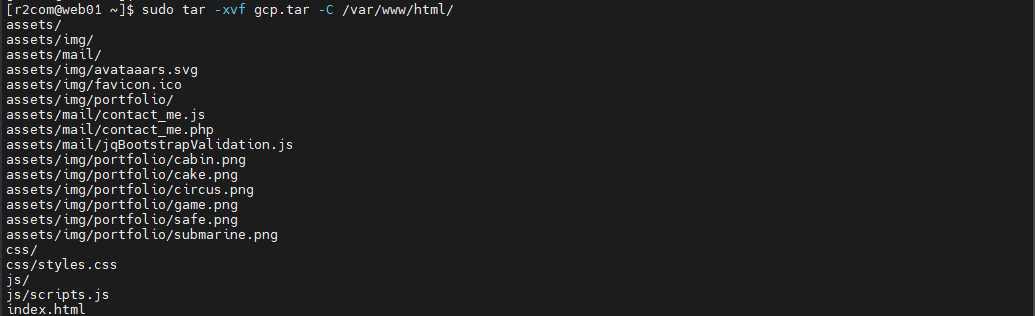 [r2com@web01 ~]$ sudo tar -xvf gcp.tar -C /var/www/html/
assets/
assets/img/
assets/mail/
assets/img/avataaars.svg
assets/img/favicon.ico
assets/img/portfolio/
assets/mail/contact_me.js
assets/mail/contact_me.php
assets/mail/jqBootstrapValidation.js
assets/img/portfolio/cabin.png
assets/img/portfolio/cake.png
assets/img/portfolio/circus.png
assets/img/portfolio/game.png
assets/img/portfolio/safe.png
assets/img/portfolio/submarine.png
css/
css/styles.css
js/
js/scripts.js
index.html